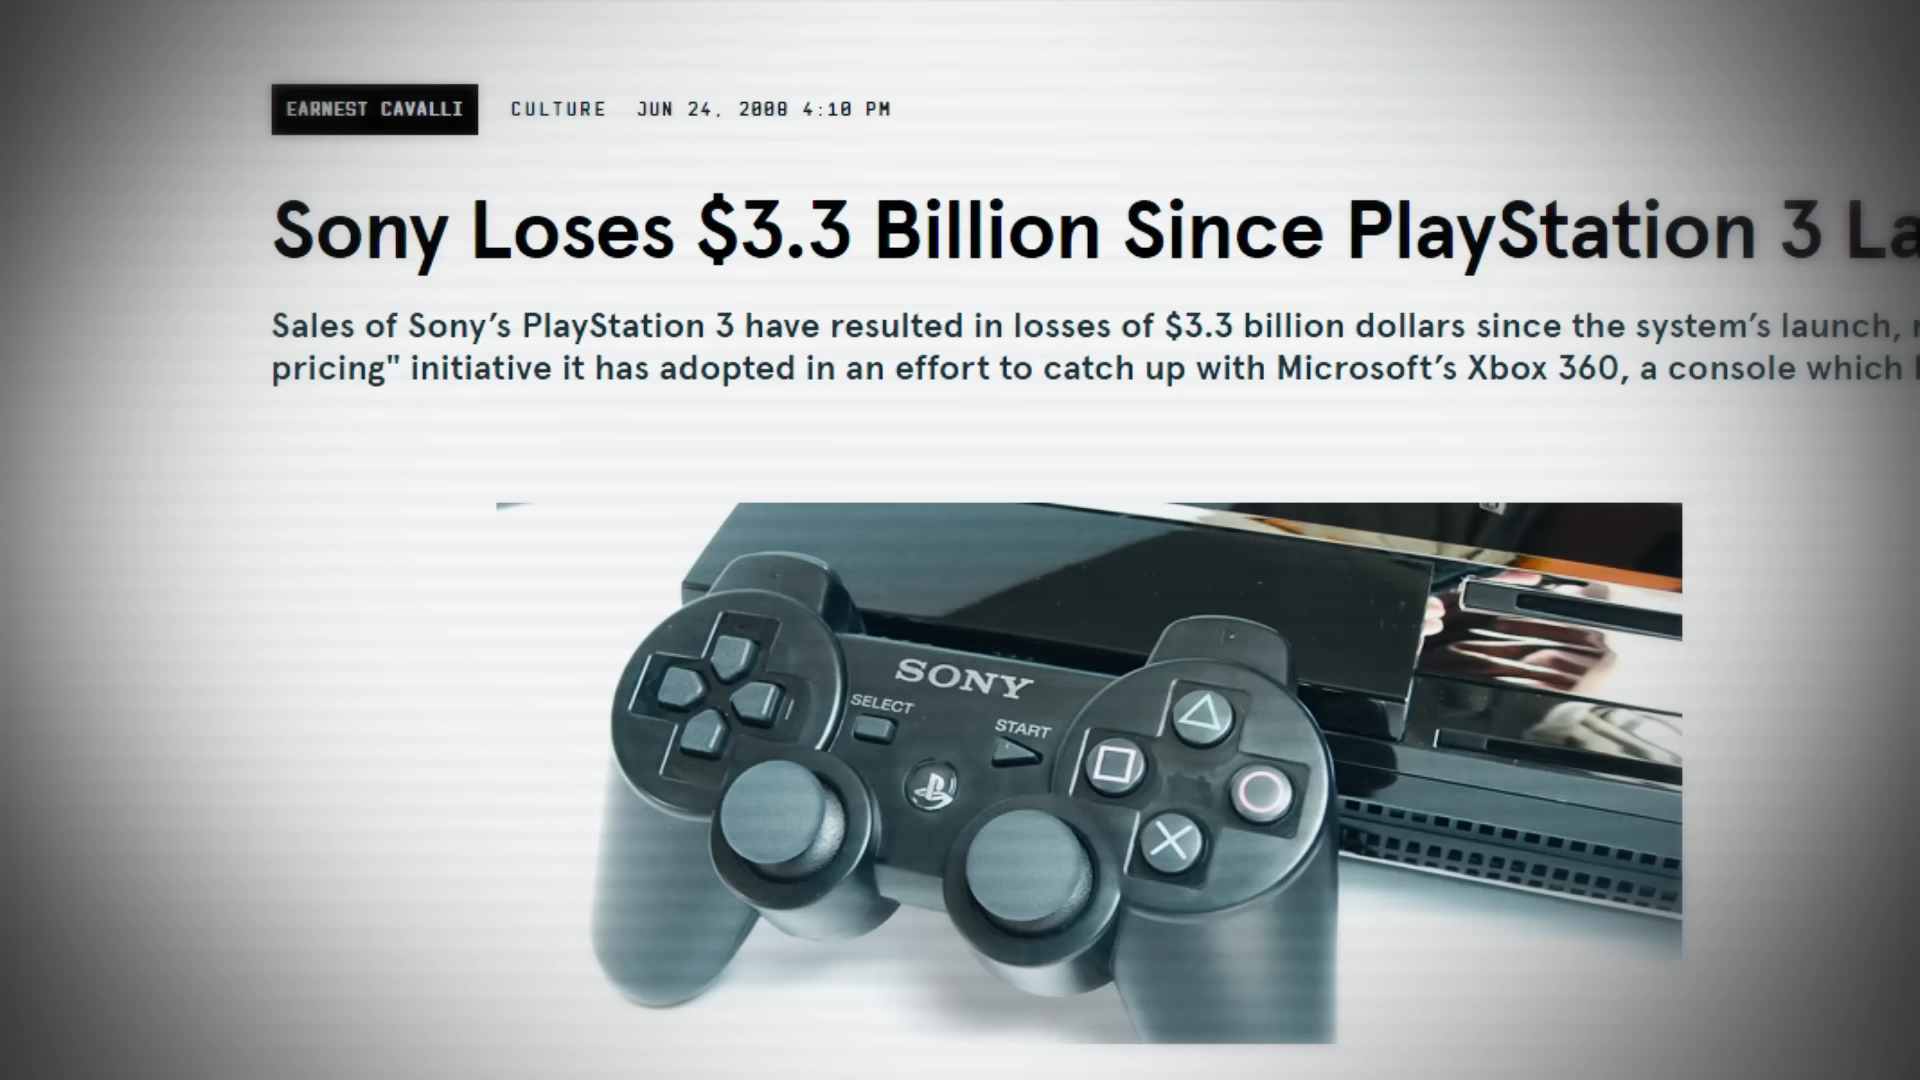 EARNEST CAVALLI CULTURE JUN 24, 2008 4:10 PM
Sony Loses $3.3 Billion Since PlayStation 3
Sales of Sony’s PlayStation 3 have resulted in losses of $3.3 billion dollars since the system’s launch,
pricing" initiative it has adopted in an effort to catch up with Microsoft’s Xbox 360, a console which
SONY
SELECT
START